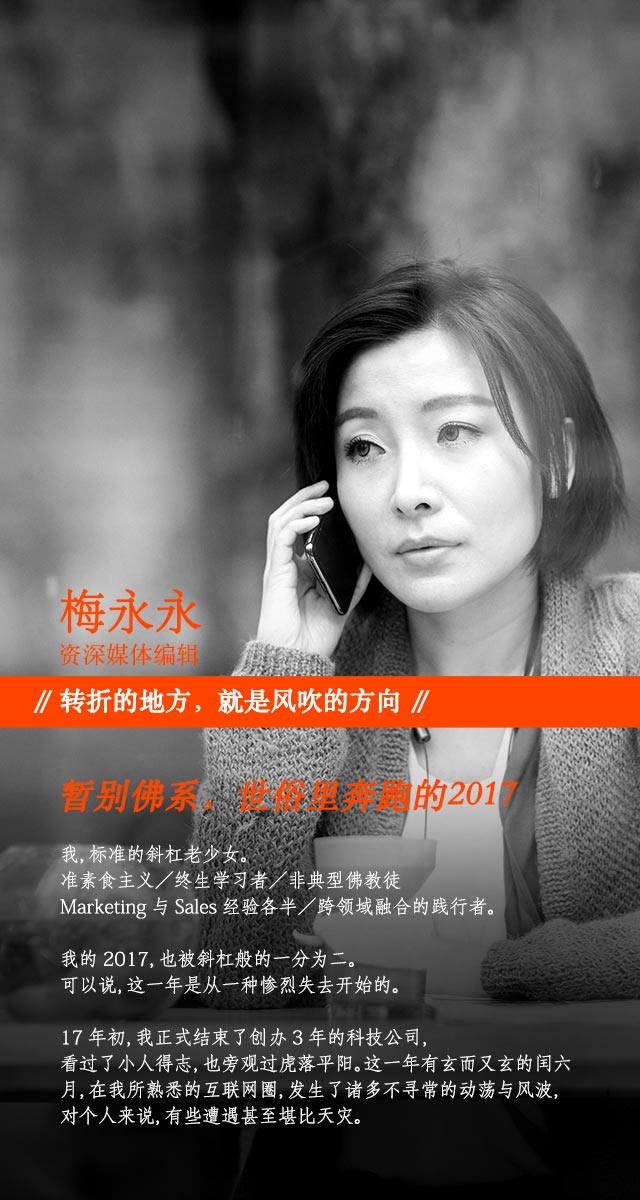 梅永永
资深媒体编辑
// 转折的地方，就是风吹的方向 //
暂别佛系，世俗里奔跑的2017
我,标准的斜杠老少女。
准素食主义／终生学习者／非典型佛教徒
Marketing 与 Sales 经验各半／跨领域融合的践行者。
我的 2017,也被斜杠般的一分为二。
可以说,这一年是从一种惨烈失去开始的。
17 年初,我正式结束了创办 3 年的科技公司,
看过了小人得志,也旁观过虎落平阳。这一年有玄而又玄的闰六
月,在我所熟悉的互联网圈,发生了诸多不寻常的动荡与风波,
对个人来说,有些遭遇甚至堪比天灾。